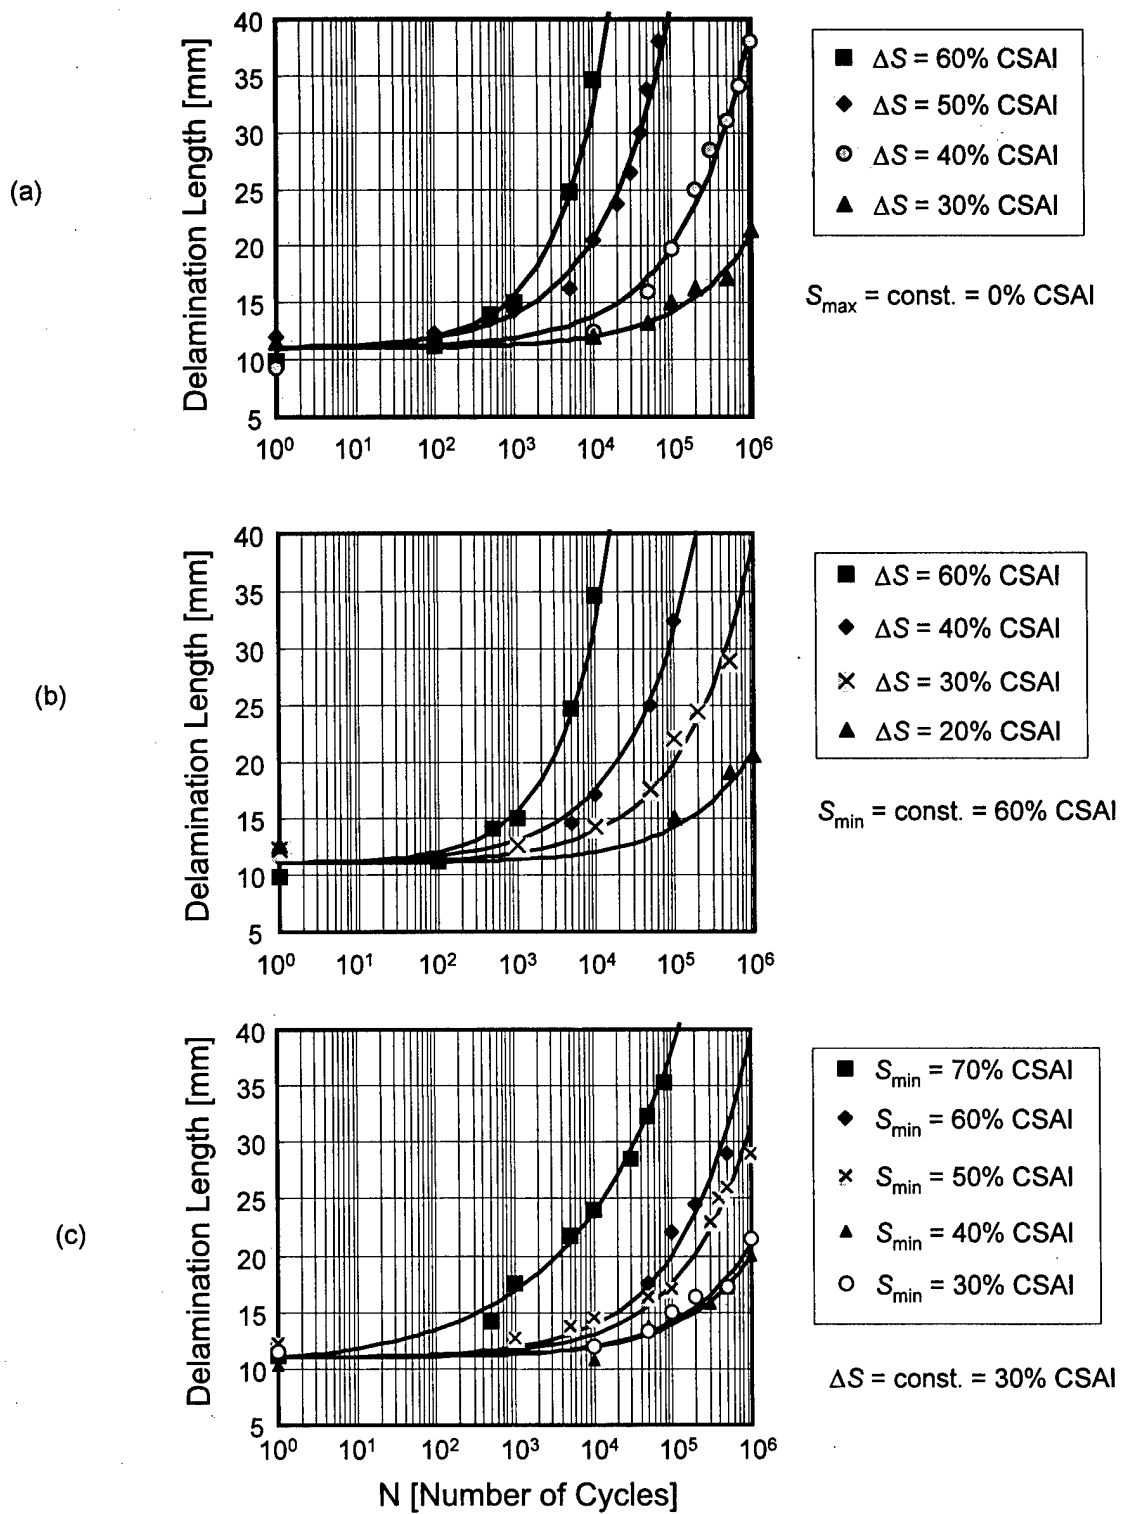 (a)
Delamination Length [mm]
40
35
30
25
20
15
10
5
10⁰ 10¹ 10² 10³ 10⁴ 10⁵ 10⁶
ΔS = 60% CSAI
ΔS = 50% CSAI
ΔS = 40% CSAI
ΔS = 30% CSAI
Smax = const. = 0% CSAI
(b)
Delamination Length [mm]
40
35
30
25
20
15
10
5
10⁰ 10¹ 10² 10³ 10⁴ 10⁵ 10⁶
ΔS = 60% CSAI
ΔS = 40% CSAI
ΔS = 30% CSAI
ΔS = 20% CSAI
Smin = const. = 60% CSAI
(c)
Delamination Length [mm]
40
35
30
25
20
15
10
5
10⁰ 10¹ 10² 10³ 10⁴ 10⁵ 10⁶
N [Number of Cycles]
Smin = 70% CSAI
Smin = 60% CSAI
Smin = 50% CSAI
Smin = 40% CSAI
Smin = 30% CSAI
ΔS = const. = 30% CSAI